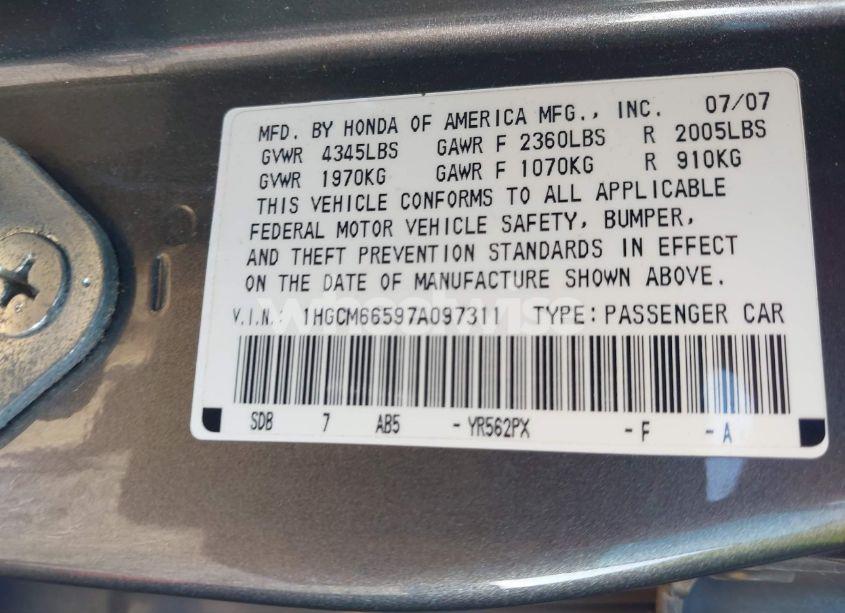 MFD. BY HONDA OF AMERICA MFG., INC. 07/07
GVWR 4345LBS GAWR F 2360LBS R 2005LBS
GVWR 1970KG GAWR F 1070KG R 910KG
THIS VEHICLE CONFORMS TO ALL APPLICABLE
FEDERAL MOTOR VEHICLE SAFETY, BUMPER,
AND THEFT PREVENTION STANDARDS IN EFFECT
ON THE DATE OF MANUFACTURE SHOWN ABOVE.
wheelwise
V.I.N.: 1HGCM66597A097311 TYPE: PASSENGER CAR
SDB 7 AB5 - YR562PX - F - A